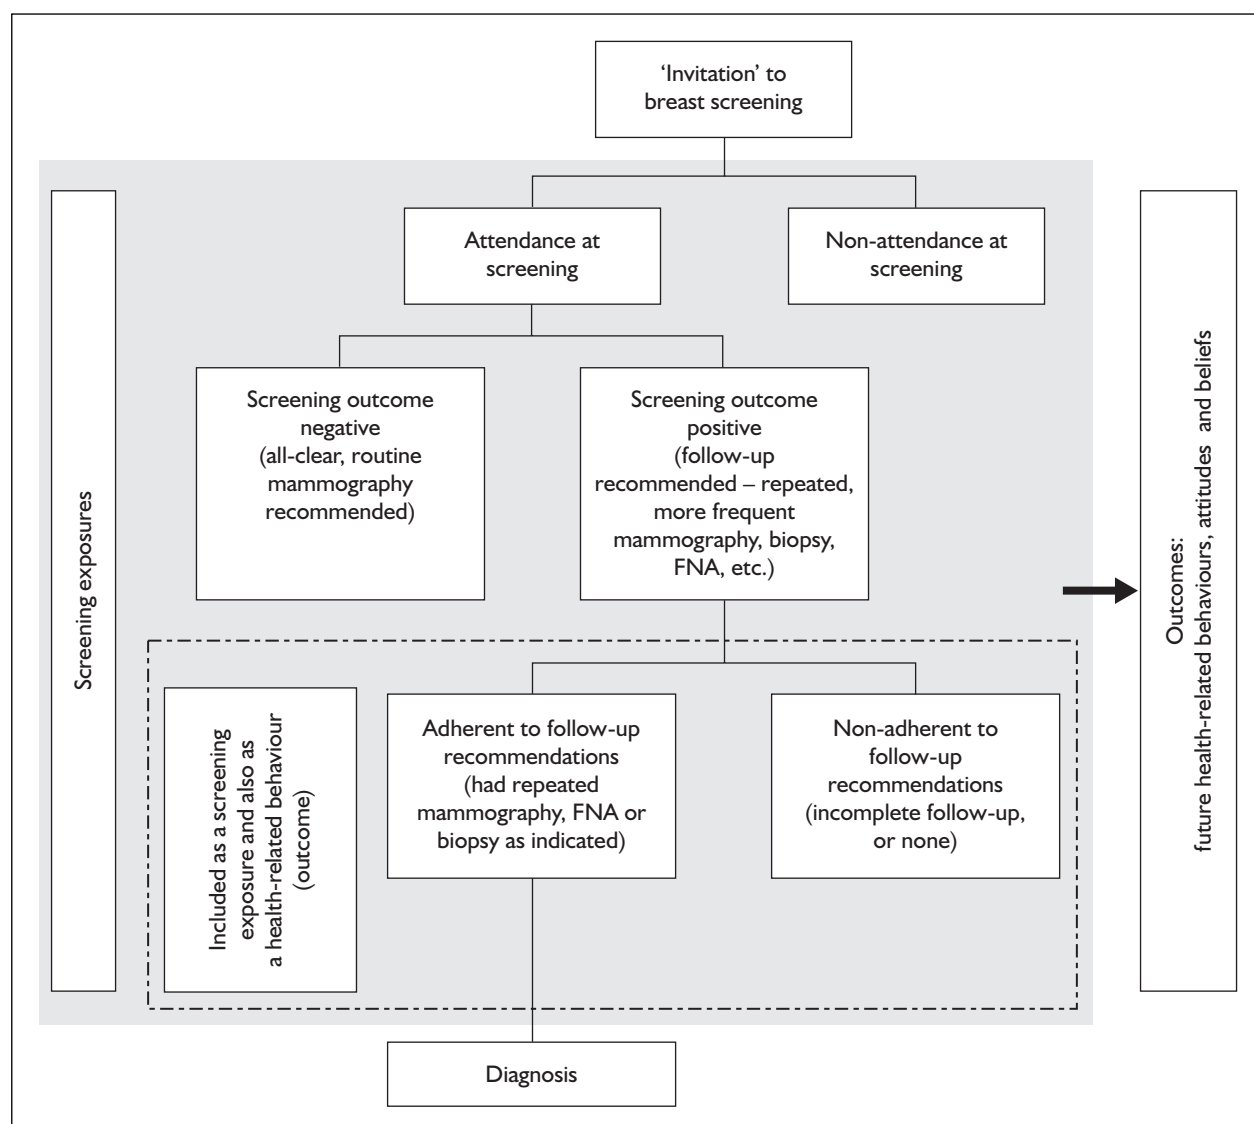 ‘Invitation’ to
breast screening
Attendance at
screening
Non-attendance at
screening
Screening exposures
Screening outcome
negative
(all-clear, routine
mammography
recommended)
Screening outcome
positive
(follow-up
recommended – repeated,
more frequent
mammography, biopsy,
FNA, etc.)
Outcomes:
future health-related behaviours, attitudes and beliefs
Included as a screening
exposure and also as
a health-related behaviour
(outcome)
Adherent to follow-up
recommendations
(had repeated
mammography, FNA or
biopsy as indicated)
Non-adherent to
follow-up
recommendations
(incomplete follow-up,
or none)
Diagnosis